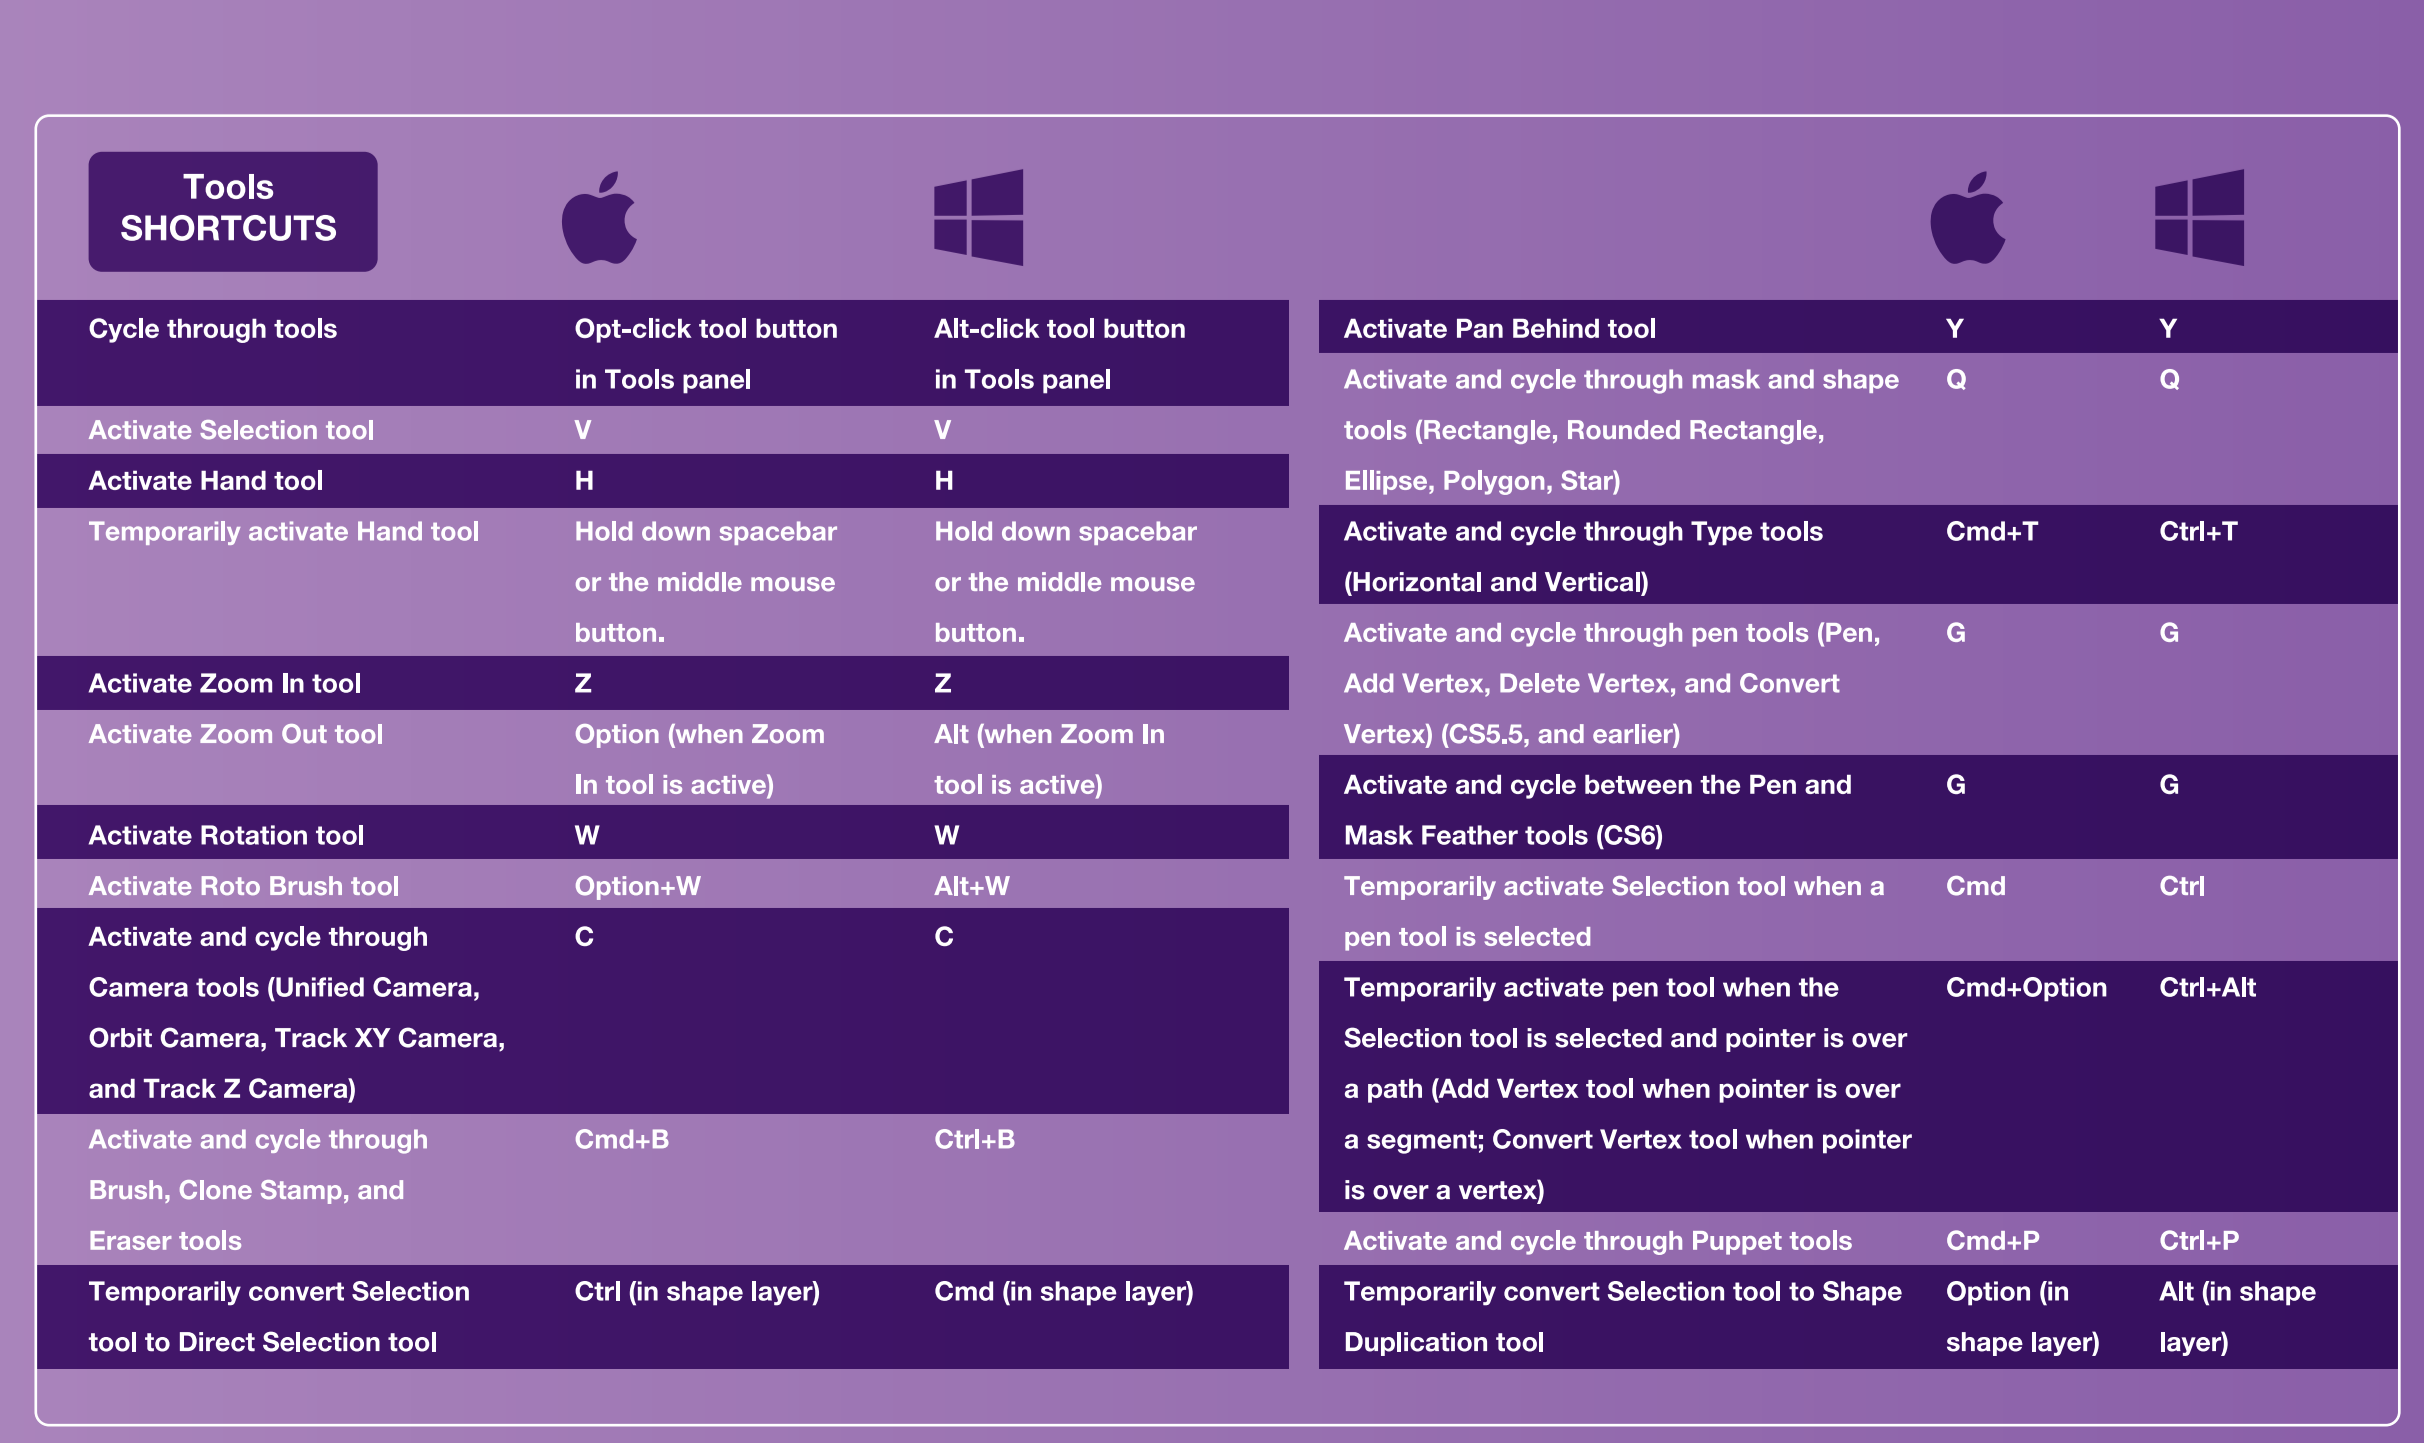 Tools
SHORTCUTS
Cycle through tools Opt-click tool button Alt-click tool button
in Tools panel in Tools panel
Activate Selection tool V V
Activate Hand tool H H
Temporarily activate Hand tool Hold down spacebar Hold down spacebar
or the middle mouse or the middle mouse
button. button.
Activate Zoom In tool Z Z
Activate Zoom Out tool Option (when Zoom Alt (when Zoom In
In tool is active) tool is active)
Activate Rotation tool W W
Activate Roto Brush tool Option+W Alt+W
Activate and cycle through C C
Camera tools (Unified Camera,
Orbit Camera, Track XY Camera,
and Track Z Camera)
Activate and cycle through Cmd+B Ctrl+B
Brush, Clone Stamp, and
Eraser tools
Temporarily convert Selection Ctrl (in shape layer) Cmd (in shape layer)
tool to Direct Selection tool
Activate Pan Behind tool Y Y
Activate and cycle through mask and shape Q Q
tools (Rectangle, Rounded Rectangle,
Ellipse, Polygon, Star)
Activate and cycle through Type tools Cmd+T Ctrl+T
(Horizontal and Vertical)
Activate and cycle through pen tools (Pen, G G
Add Vertex, Delete Vertex, and Convert
Vertex) (CS5.5, and earlier)
Activate and cycle between the Pen and G G
Mask Feather tools (CS6)
Temporarily activate Selection tool when a Cmd Ctrl
pen tool is selected
Temporarily activate pen tool when the Cmd+Option Ctrl+Alt
Selection tool is selected and pointer is over
a path (Add Vertex tool when pointer is over
a segment; Convert Vertex tool when pointer
is over a vertex)
Activate and cycle through Puppet tools Cmd+P Ctrl+P
Temporarily convert Selection tool to Shape Option (in Alt (in shape
Duplication tool shape layer) layer)